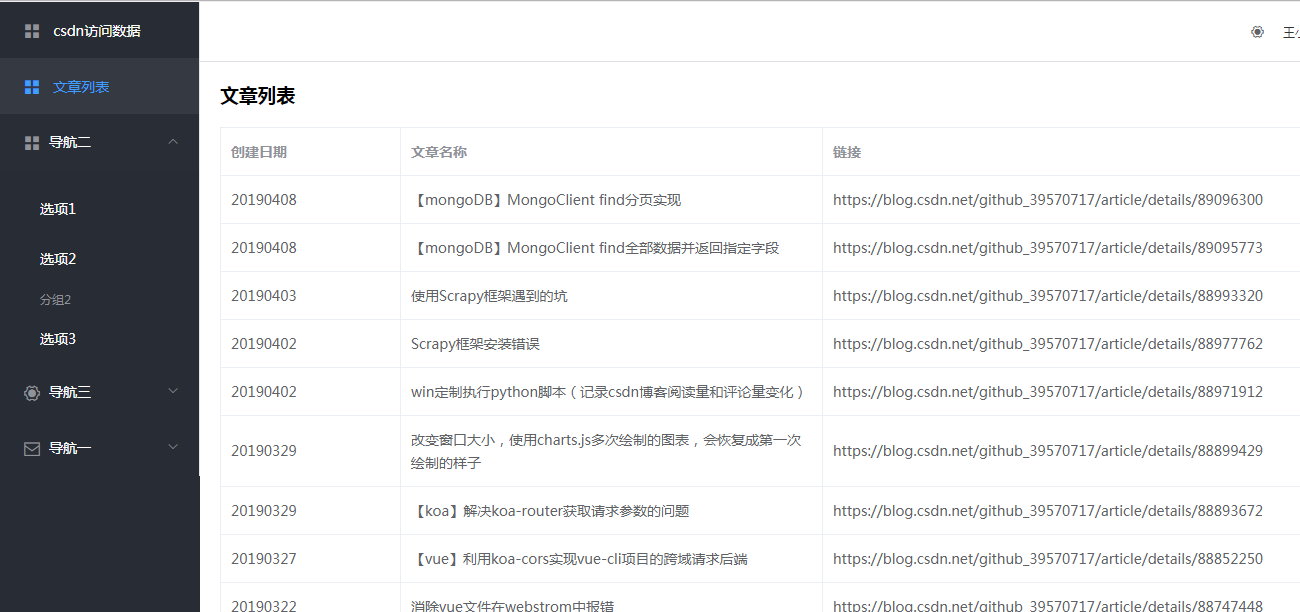 csdn访问数据
文章列表
导航二
选项1
选项2
分组2
选项3
导航三
导航一
王小
文章列表
创建日期 文章名称 链接
20190408 【mongoDB】MongoClient find分页实现 https://blog.csdn.net/github_39570717/article/details/89096300
20190408 【mongoDB】MongoClient find全部数据并返回指定字段 https://blog.csdn.net/github_39570717/article/details/89095773
20190403 使用Scrapy框架遇到的坑 https://blog.csdn.net/github_39570717/article/details/88993320
20190402 Scrapy框架安装错误 https://blog.csdn.net/github_39570717/article/details/88977762
20190402 win定制执行python脚本（记录csdn博客阅读量和评论量变化） https://blog.csdn.net/github_39570717/article/details/88971912
20190329 改变窗口大小，使用charts.js多次绘制的图表，会恢复成第一次
绘制的样子 https://blog.csdn.net/github_39570717/article/details/88899429
20190329 【koa】解决koa-router获取请求参数的问题 https://blog.csdn.net/github_39570717/article/details/88893672
20190327 【vue】利用koa-cors实现vue-cli项目的跨域请求后端 https://blog.csdn.net/github_39570717/article/details/88852250
20190322 消除vue文件在webstrom中报错 https://blog.csdn.net/github_39570717/article/details/88747448